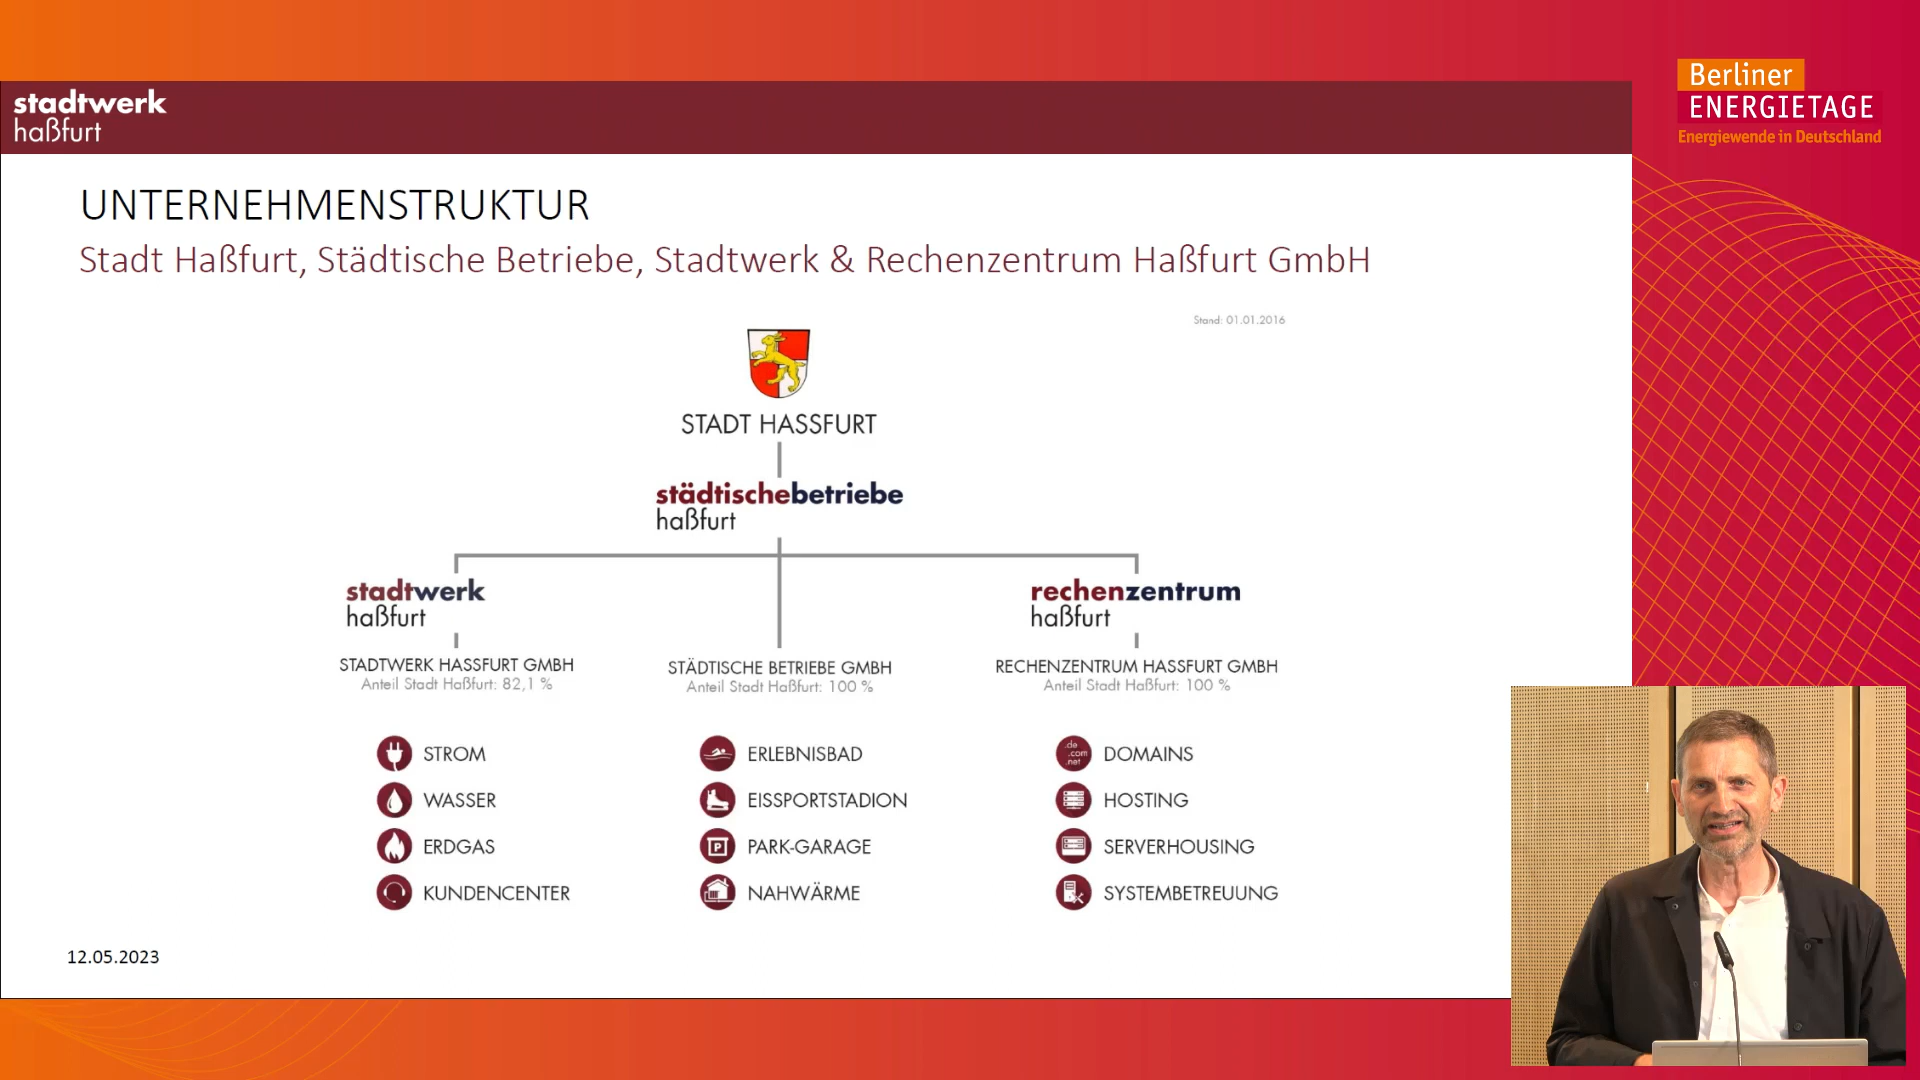 stadtwerk
haßfurt
Berliner
ENERGIETAGE
Energiewende in Deutschland
UNTERNEHMENSTRUKTUR
Stadt Haßfurt, Städtische Betriebe, Stadtwerk & Rechenzentrum Haßfurt GmbH
Stand: 01.01.2016
STADT HASSFURT
städtischebetriebe
haßfurt
stadtwerk
haßfurt
STADTWERK HASSFURT GMBH
Anteil Stadt Haßfurt: 82,1 %
STROM
WASSER
ERDGAS
KUNDENCENTER
STÄDTISCHE BETRIEBE GMBH
Anteil Stadt Haßfurt: 100 %
ERLEBNISBAD
EISSPORTSTADION
P
PARK-GARAGE
NAHWÄRME
rechenzentrum
haßfurt
RECHENZENTRUM HASSFURT GMBH
Anteil Stadt Haßfurt: 100 %
.de
.com
.net
DOMAINS
HOSTING
SERVERHOUSING
SYSTEMBETREUUNG
12.05.2023